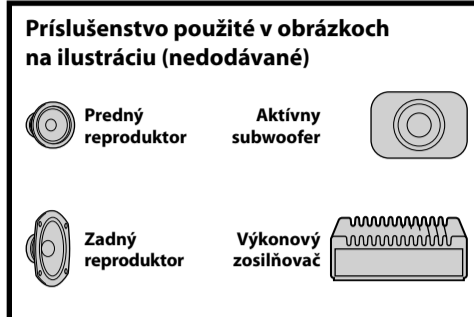 Príslušenstvo použité v obrázkoch
na ilustráciu (nedodávané)
Predný
reproduktor
Aktívny
subwoofer
Zadný
reproduktor
Výkonový
zosilňovač